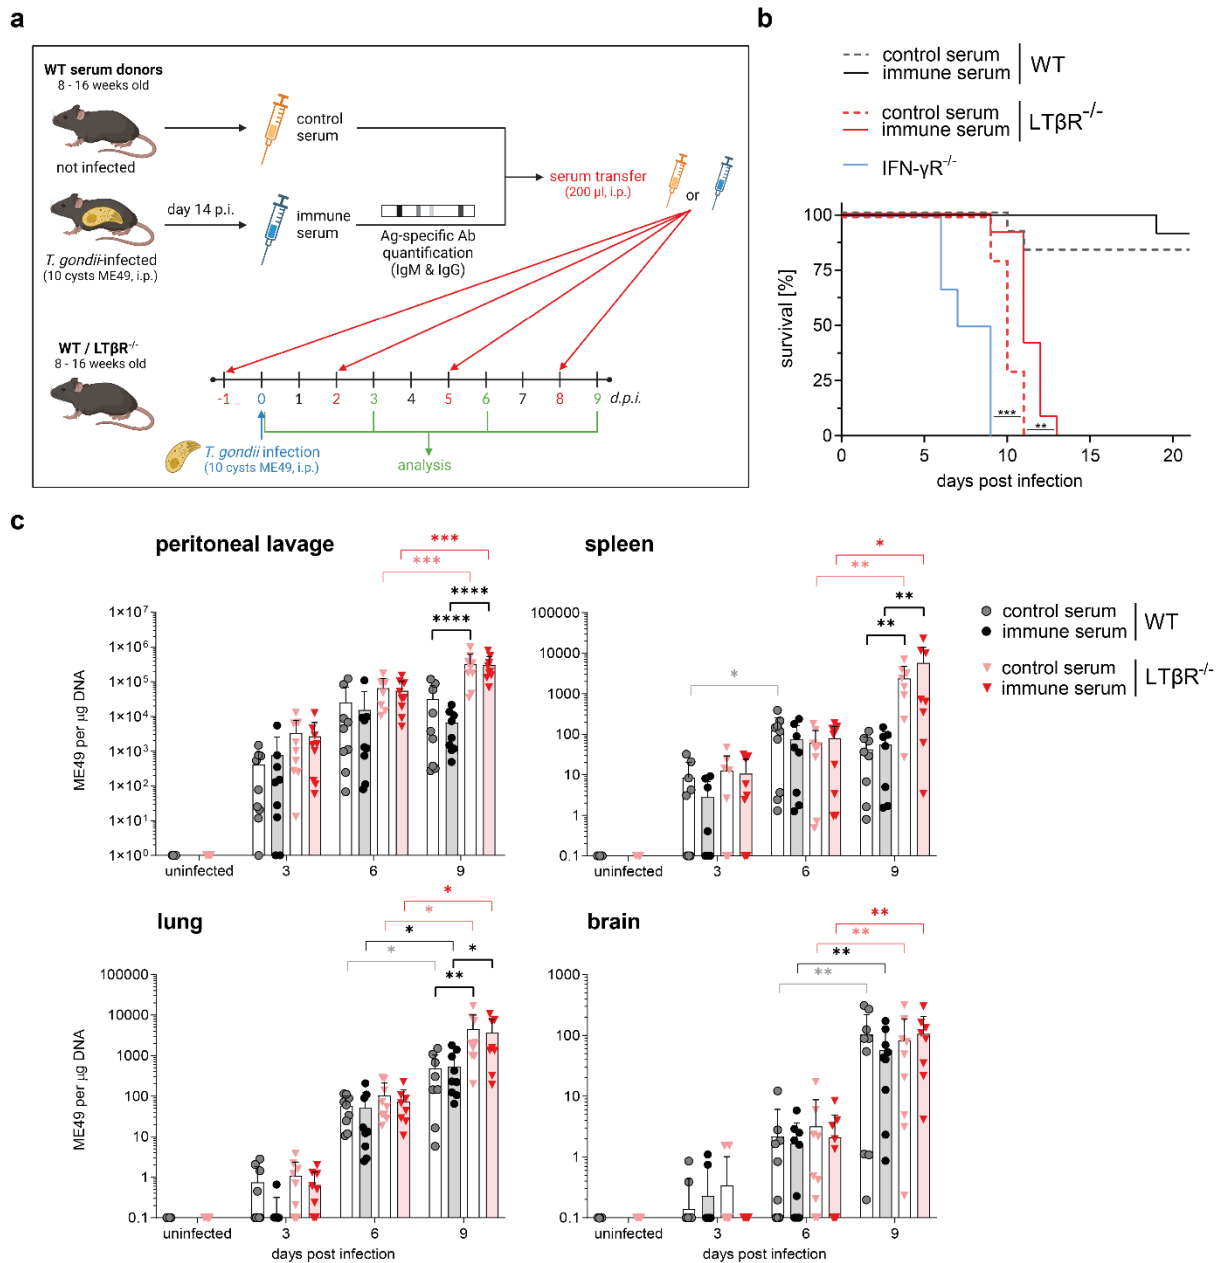 a
WT serum donors
8 - 16 weeks old
not infected
control
serum
day 14 p.i.
immune
serum
T. gondii-infected
(10 cysts ME49, i.p.)
Ag-specific Ab
quantification
(IgM & IgG)
serum transfer
(200 µl, i.p.)
or
WT / LTβR-/-
8 - 16 weeks old
-1 0 1 2 3 4 5 6 7 8 9 d.p.i.
T. gondii infection
(10 cysts ME49, i.p.)
analysis
b
control serum
immune serum
WT
control serum
immune serum
LTβR-/-
IFN-γR-/-
survival [%]
100
75
50
25
0
*** **
0 5 10 15 20
days post infection
c
peritoneal lavage
***
***
****
****
ME49 per µg DNA
1×10^7
1×10^6
1×10^5
1×10^4
1×10^3
1×10^2
1×10^1
1×10^0
uninfected 3 6 9
spleen
*
**
**
**
*
100000
10000
1000
100
10
1
0.1
uninfected 3 6 9
control serum
immune serum
WT
control serum
immune serum
LTβR-/-
lung
*
*
*
*
*
**
ME49 per µg DNA
100000
10000
1000
100
10
1
0.1
uninfected 3 6 9
days post infection
brain
**
**
**
**
1000
100
10
1
0.1
uninfected 3 6 9
days post infection